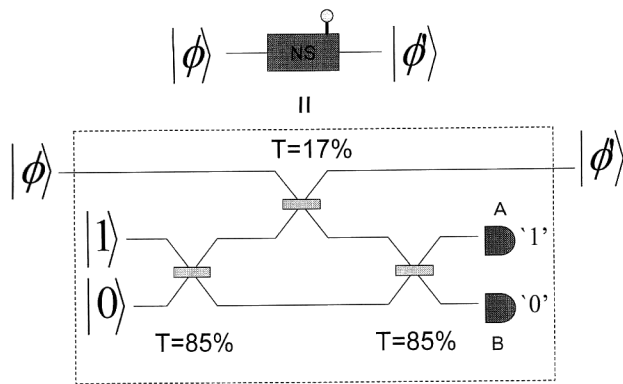 |ϕ⟩ NS |ϕ'⟩
=
T=17%
|ϕ⟩ |ϕ'⟩
A
|1⟩ `1'
|0⟩ `0'
T=85% T=85% B